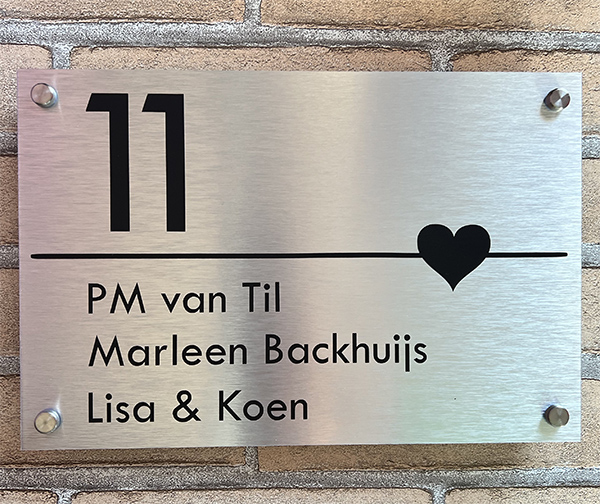 11
PM van Til
Marleen Backhuijs
Lisa & Koen